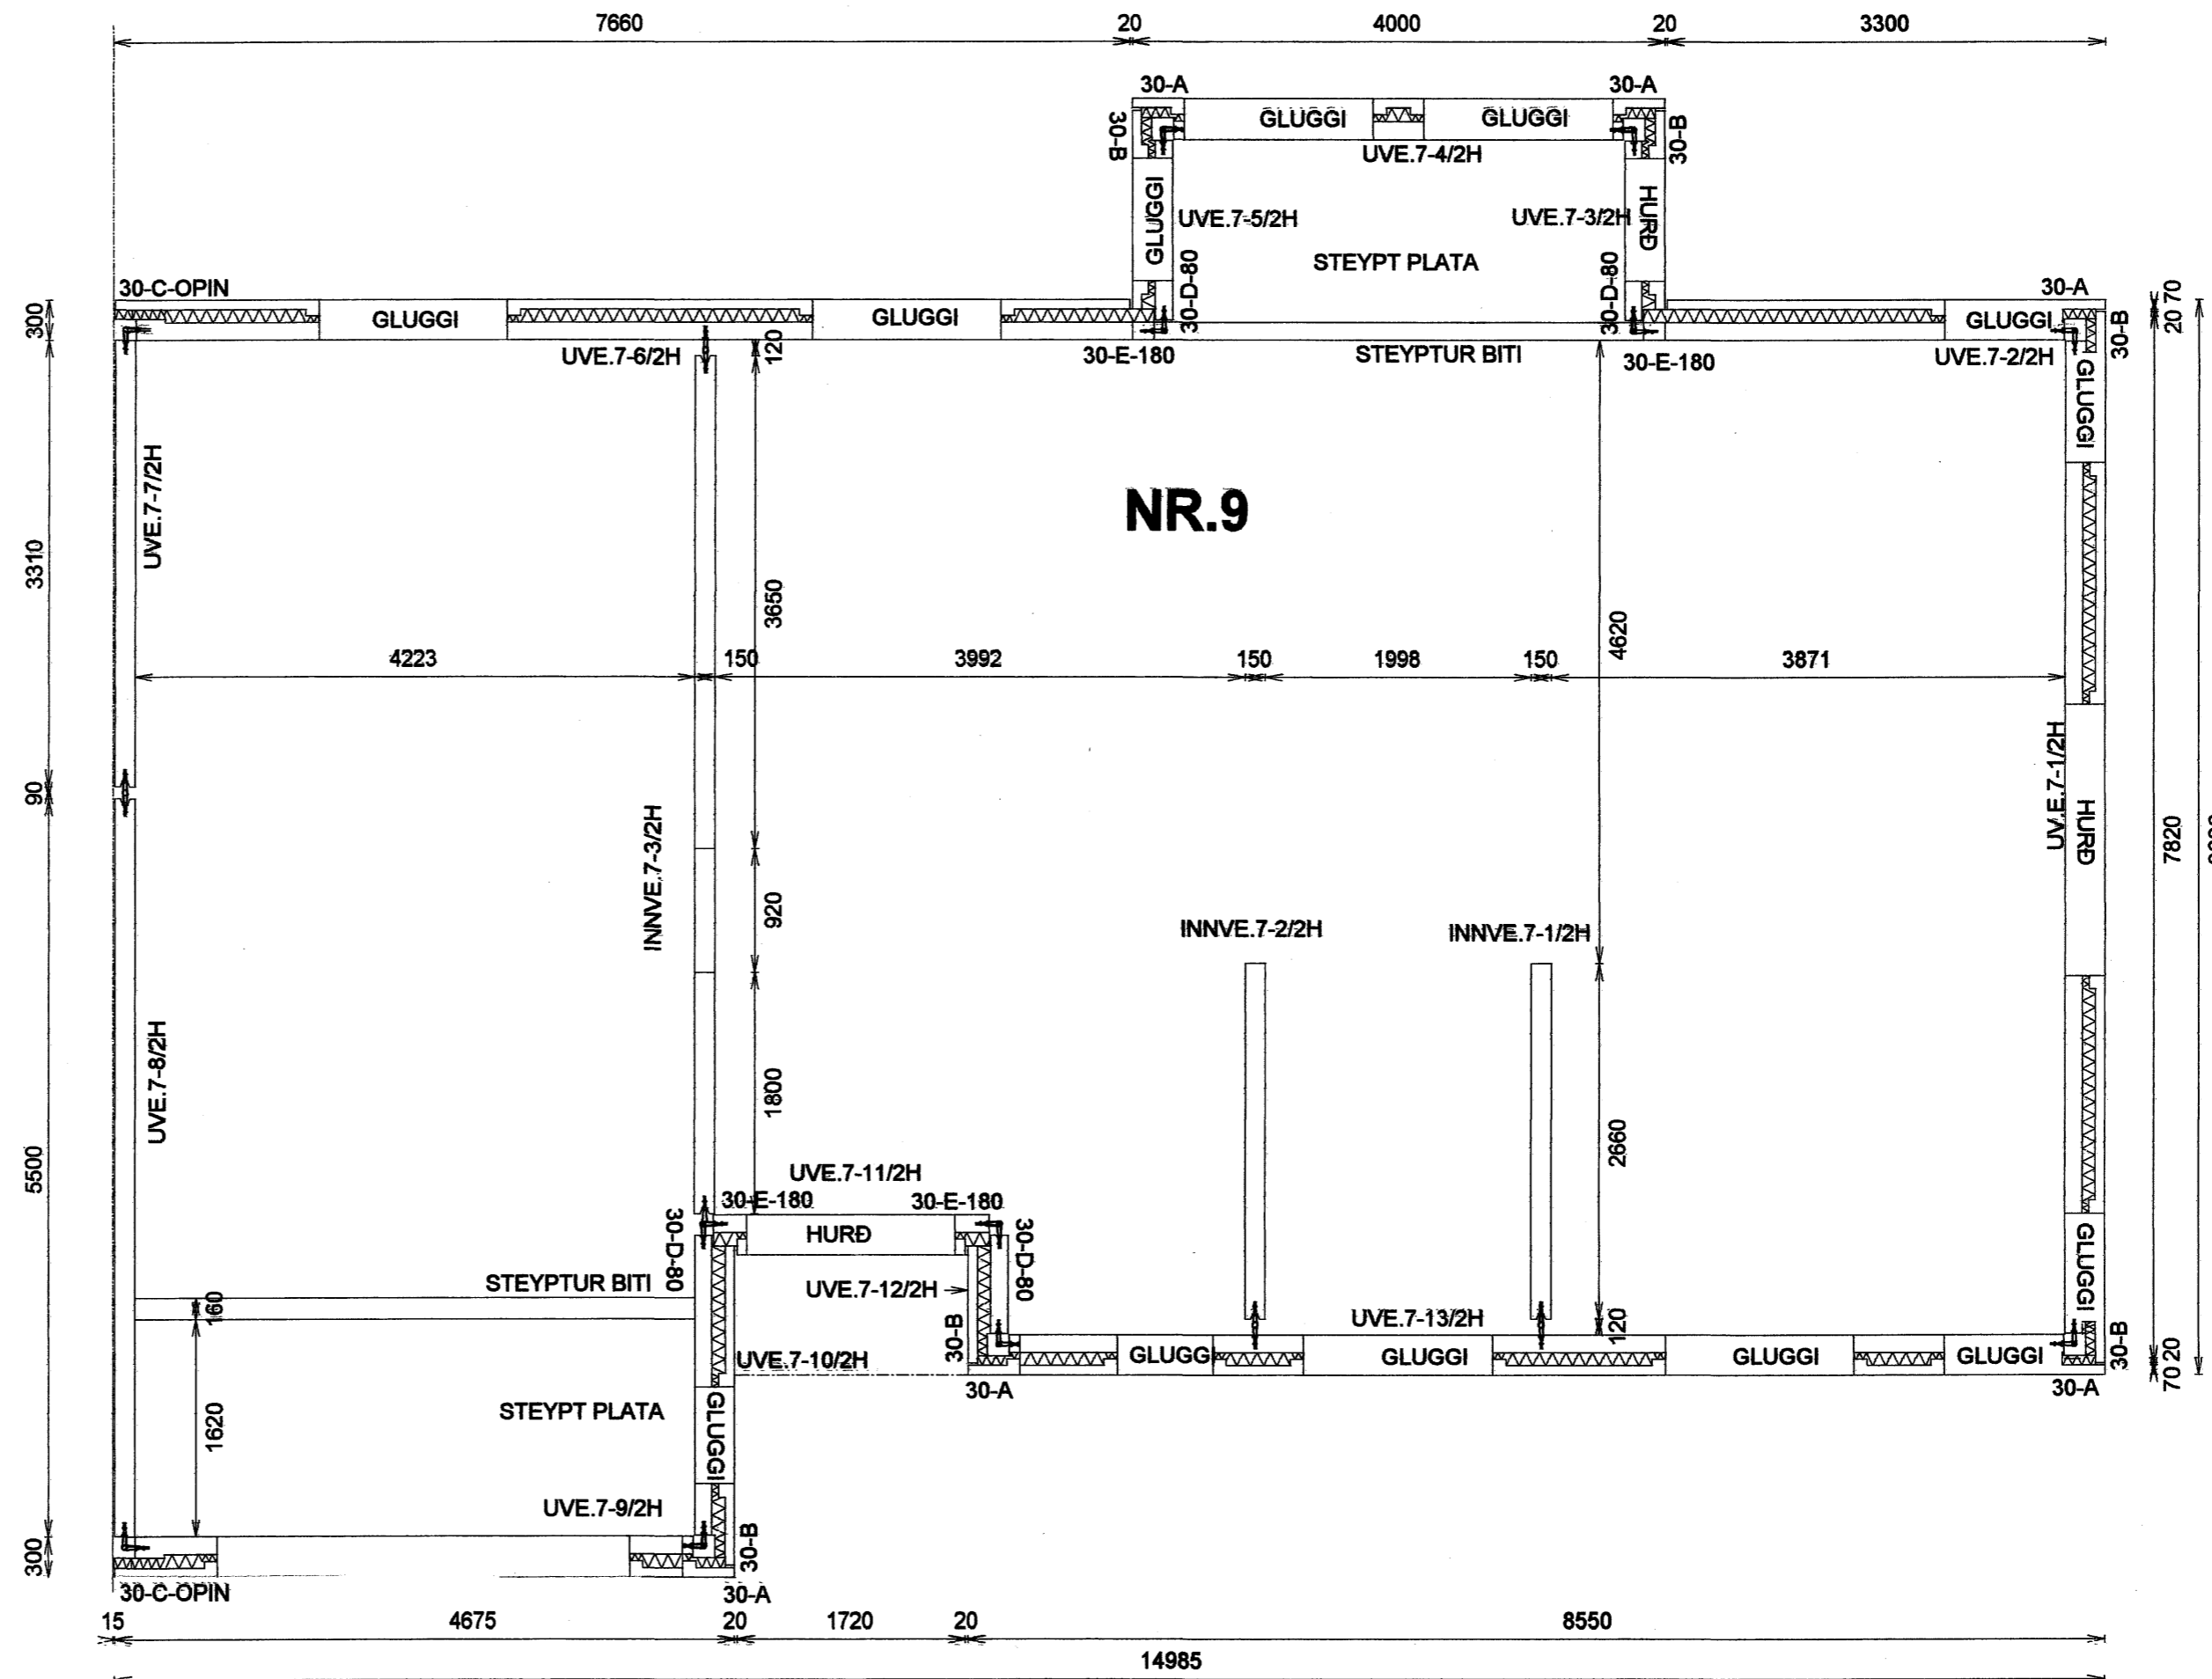 7660 20 4000 20 3300
30-A 30-A
GLUGGI GLUGGI
30-B 30-B
UVE.7-4/2H
GLUGGI UVE.7-5/2H UVE.7-3/2H HURÐ
STEYPT PLATA
30-D-80 30-D-80
30-C-OPIN 30-A
300 GLUGGI GLUGGI GLUGGI 20 70
30-B
UVE.7-6/2H 120 30-E-180 STEYPTUR BITI 30-E-180 UVE.7-2/2H
GLUGGI
UVE.7-7/2H
NR.9
3310
3650 4620
4223 150 3992 150 1998 150 3871
90
UVE.7-1/2H
HURÐ
7820
INNVE.7-3/2H
920
INNVE.7-2/2H INNVE.7-1/2H
UVE.7-8/2H
1800
2660
5500
UVE.7-11/2H
30-E-180 30-E-180
30-D-80 HURÐ 30-D-80
GLUGGI
STEYPTUR BITI
160
UVE.7-12/2H
30-B
UVE.7-13/2H 120
UVE.7-10/2H
GLUGGI GLUGGI GLUGGI GLUGGI
30-B
70 20
30-A 30-A
STEYPT PLATA
1620
GLUGGI
UVE.7-9/2H
300
30-B
30-C-OPIN 30-A
15 4675 20 1720 20 8550
14985